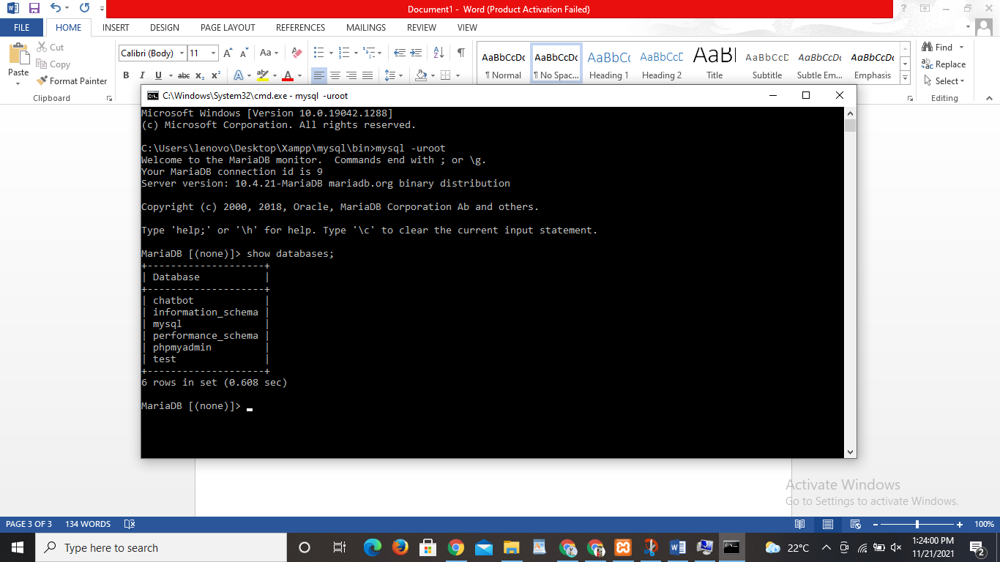 Document1 - Word (Product Activation Failed)
FILE HOME INSERT DESIGN PAGE LAYOUT REFERENCES MAILINGS REVIEW VIEW
Paste
Cut
Copy
Format Painter
Clipboard
Calibri (Body) 11
AaBbCcDc AaBbCcDc AaBbCc AaBbCcD AaBl AaBbCcD AaBbCcDc AaBbCcDc
¶ Normal ¶ No Spac... Heading 1 Heading 2 Title Subtitle Subtle Em... Emphasis
Find
Replace
Select
Editing
C:\Windows\System32\cmd.exe - mysql -uroot
Microsoft Windows [Version 10.0.19042.1288]
(c) Microsoft Corporation. All rights reserved.
C:\Users\lenovo\Desktop\Xampp\mysql\bin>mysql -uroot
Welcome to the MariaDB monitor.  Commands end with ; or \g.
Your MariaDB connection id is 9
Server version: 10.4.21-MariaDB mariadb.org binary distribution
Copyright (c) 2000, 2018, Oracle, MariaDB Corporation Ab and others.
Type 'help;' or '\h' for help. Type '\c' to clear the current input statement.
MariaDB [(none)]> show databases;
+--------------------+
| Database           |
+--------------------+
| chatbot            |
| information_schema |
| mysql              |
| performance_schema |
| phpmyadmin         |
| test               |
+--------------------+
6 rows in set (0.608 sec)
MariaDB [(none)]>
Activate Windows
Go to Settings to activate Windows.
PAGE 3 OF 3 134 WORDS 100%
Type here to search
22°C
1:24:00 PM
11/21/2021
2